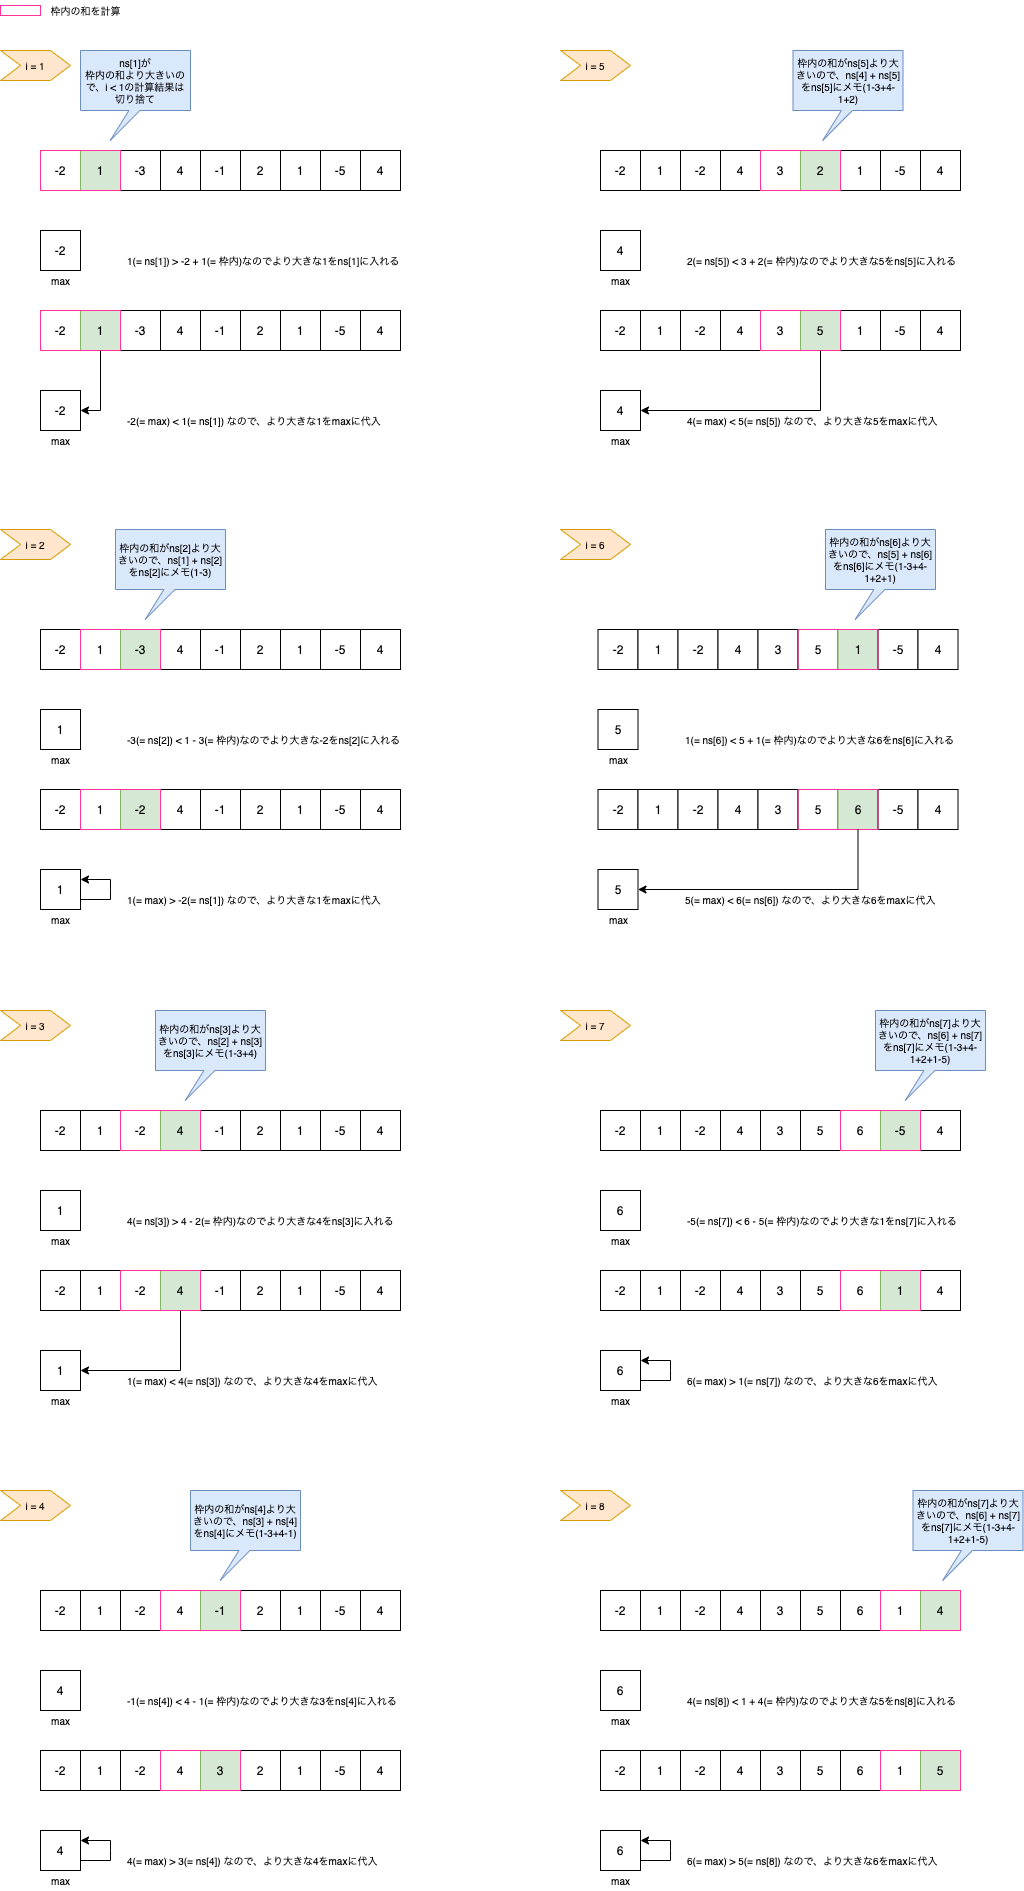 枠内の和を計算
i = 1
ns[1]が
枠内の和より大きいの
で、i < 1の計算結果は
切り捨て
-2 1 -3 4 -1 2 1 -5 4
-2
max
1(= ns[1]) > -2 + 1(= 枠内)なのでより大きな1をns[1]に入れる
-2 1 -3 4 -1 2 1 -5 4
-2
max
-2(= max) < 1(= ns[1]) なので、より大きな1をmaxに代入
i = 2
枠内の和がns[2]より大
きいので、ns[1] + ns[2]
をns[2]にメモ(1-3)
-2 1 -3 4 -1 2 1 -5 4
1
max
-3(= ns[2]) < 1 - 3(= 枠内)なのでより大きな-2をns[2]に入れる
-2 1 -2 4 -1 2 1 -5 4
1
max
1(= max) > -2(= ns[1]) なので、より大きな1をmaxに代入
i = 3
枠内の和がns[3]より大
きいので、ns[2] + ns[3]
をns[3]にメモ(1-3+4)
-2 1 -2 4 -1 2 1 -5 4
1
max
4(= ns[3]) > 4 - 2(= 枠内)なのでより大きな4をns[3]に入れる
-2 1 -2 4 -1 2 1 -5 4
1
max
1(= max) < 4(= ns[3]) なので、より大きな4をmaxに代入
i = 4
枠内の和がns[4]より大
きいので、ns[3] + ns[4]
をns[4]にメモ(1-3+4-1)
-2 1 -2 4 -1 2 1 -5 4
4
max
-1(= ns[4]) < 4 - 1(= 枠内)なのでより大きな3をns[4]に入れる
-2 1 -2 4 3 2 1 -5 4
4
max
4(= max) > 3(= ns[4]) なので、より大きな4をmaxに代入
i = 5
枠内の和がns[5]より大
きいので、ns[4] + ns[5]
をns[5]にメモ(1-3+4-
1+2)
-2 1 -2 4 3 2 1 -5 4
4
max
2(= ns[5]) < 3 + 2(= 枠内)なのでより大きな5をns[5]に入れる
-2 1 -2 4 3 5 1 -5 4
4
max
4(= max) < 5(= ns[5]) なので、より大きな5をmaxに代入
i = 6
枠内の和がns[6]より大
きいので、ns[5] + ns[6]
をns[6]にメモ(1-3+4-
1+2+1)
-2 1 -2 4 3 5 1 -5 4
5
max
1(= ns[6]) < 5 + 1(= 枠内)なのでより大きな6をns[6]に入れる
-2 1 -2 4 3 5 6 -5 4
5
max
5(= max) < 6(= ns[6]) なので、より大きな6をmaxに代入
i = 7
枠内の和がns[7]より大
きいので、ns[6] + ns[7]
をns[7]にメモ(1-3+4-
1+2+1-5)
-2 1 -2 4 3 5 6 -5 4
6
max
-5(= ns[7]) < 6 - 5(= 枠内)なのでより大きな1をns[7]に入れる
-2 1 -2 4 3 5 6 1 4
6
max
6(= max) > 1(= ns[7]) なので、より大きな6をmaxに代入
i = 8
枠内の和がns[7]より大
きいので、ns[6] + ns[7]
をns[7]にメモ(1-3+4-
1+2+1-5)
-2 1 -2 4 3 5 6 1 4
6
max
4(= ns[8]) < 1 + 4(= 枠内)なのでより大きな5をns[8]に入れる
-2 1 -2 4 3 5 6 1 5
6
max
6(= max) > 5(= ns[8]) なので、より大きな6をmaxに代入